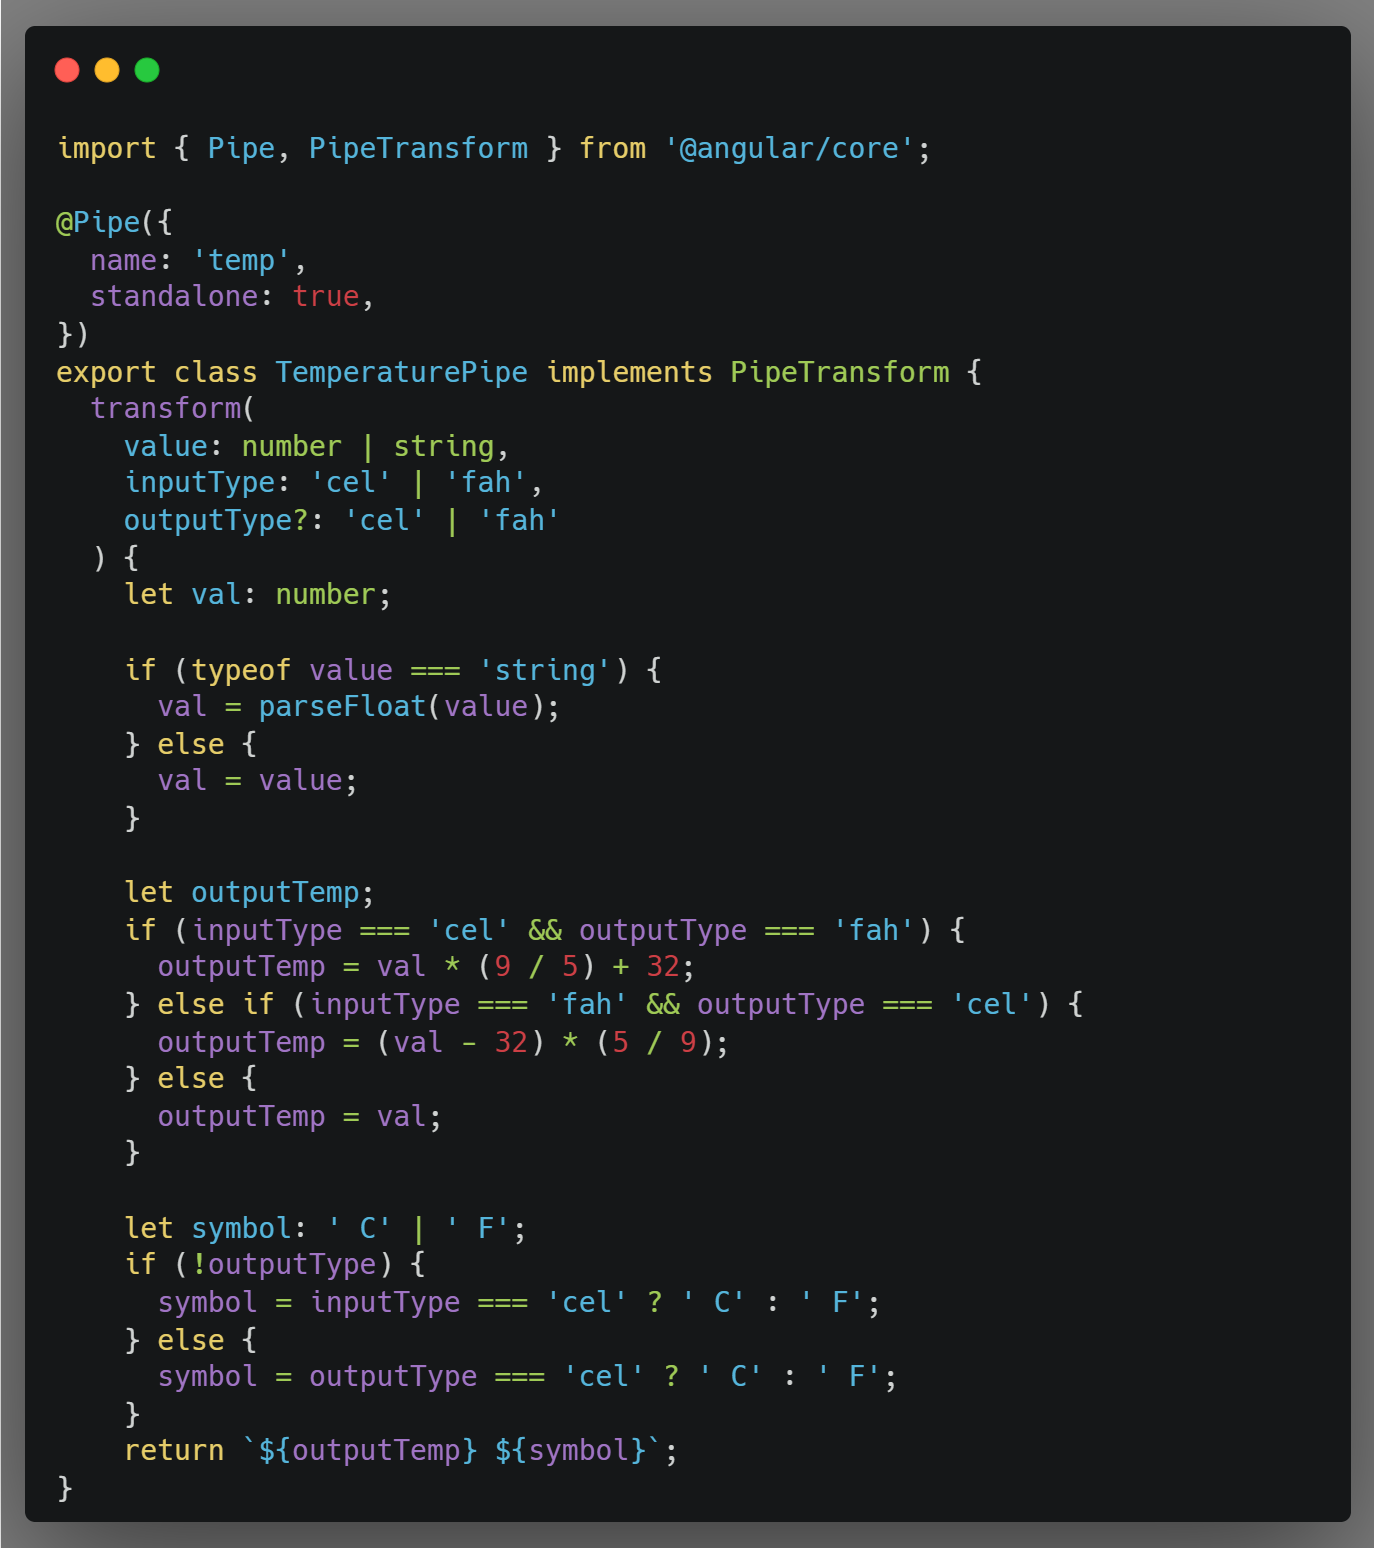 import { Pipe, PipeTransform } from '@angular/core';

@Pipe({
  name: 'temp',
  standalone: true,
})
export class TemperaturePipe implements PipeTransform {
  transform(
    value: number | string,
    inputType: 'cel' | 'fah',
    outputType?: 'cel' | 'fah'
  ) {
    let val: number;

    if (typeof value === 'string') {
      val = parseFloat(value);
    } else {
      val = value;
    }

    let outputTemp;
    if (inputType === 'cel' && outputType === 'fah') {
      outputTemp = val * (9 / 5) + 32;
    } else if (inputType === 'fah' && outputType === 'cel') {
      outputTemp = (val - 32) * (5 / 9);
    } else {
      outputTemp = val;
    }

    let symbol: ' C' | ' F';
    if (!outputType) {
      symbol = inputType === 'cel' ? ' C' : ' F';
    } else {
      symbol = outputType === 'cel' ? ' C' : ' F';
    }
    return `${outputTemp} ${symbol}`;
}